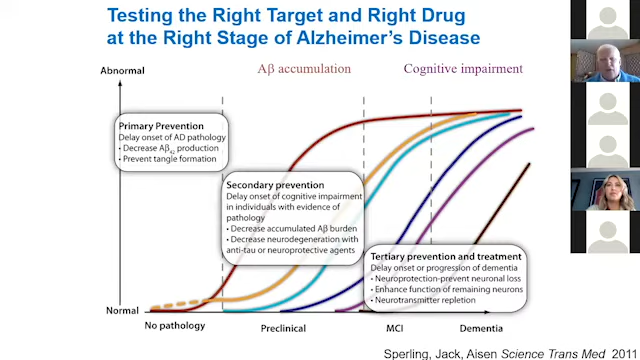 Testing the Right Target and Right Drug
at the Right Stage of Alzheimer's Disease
Abnormal
Aβ accumulation
Cognitive impairment
Primary Prevention
Delay onset of AD pathology
• Decrease Aβ42 production
• Prevent tangle formation
Secondary prevention
Delay onset of cognitive impairment
in individuals with evidence of
pathology
• Decrease accumulated Aβ burden
• Decrease neurodegeneration with
anti-tau or neuroprotective agents
Tertiary prevention and treatment
Delay onset or progression of dementia
• Neuroprotection-prevent neuronal loss
• Enhance function of remaining neurons
• Neurotransmitter repletion
Normal
No pathology
Preclinical
MCI
Dementia
Sperling, Jack, Aisen Science Trans Med 2011